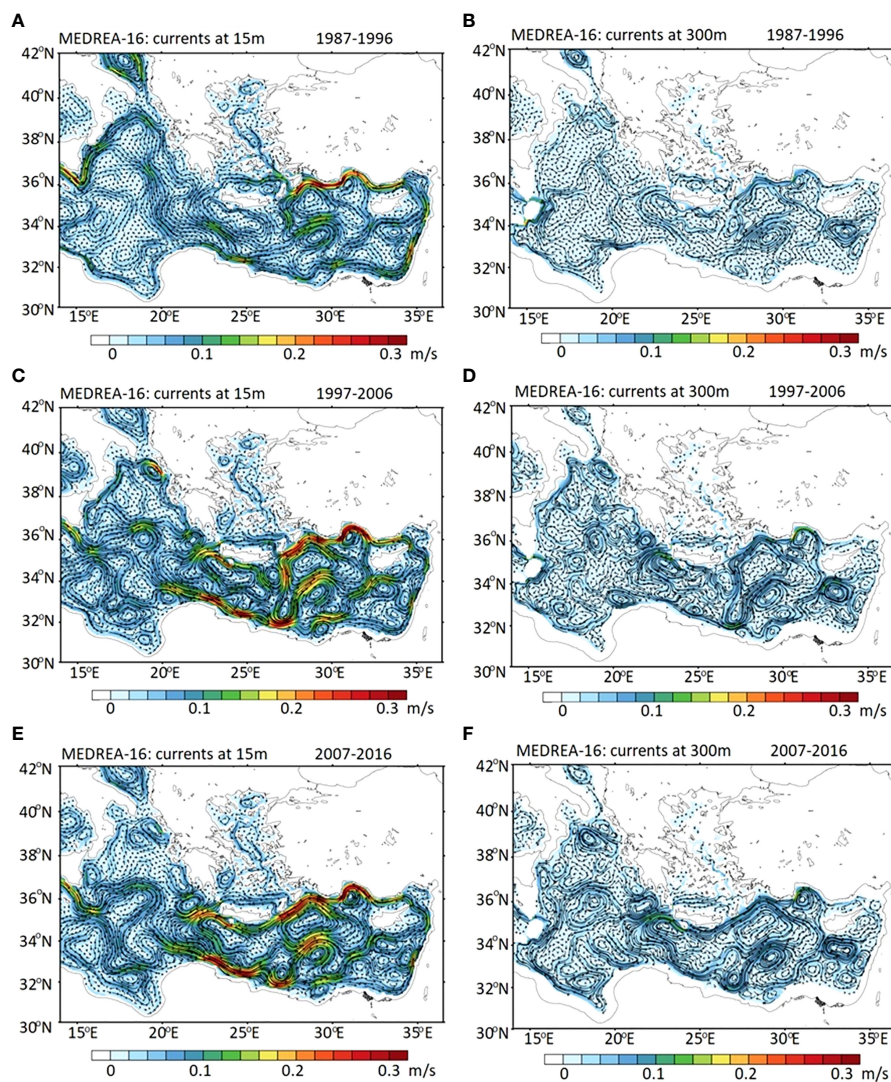 A
MEDREA-16: currents at 15m 1987-1996
42°N
40°N
38°N
36°N
34°N
32°N
30°N
15°E 20°E 25°E 30°E 35°E
0 0.1 0.2 0.3 m/s
B
MEDREA-16: currents at 300m 1987-1996
42°N
40°N
38°N
36°N
34°N
32°N
30°N
15°E 20°E 25°E 30°E 35°E
0 0.1 0.2 0.3 m/s
C
MEDREA-16: currents at 15m 1997-2006
42°N
40°N
38°N
36°N
34°N
32°N
30°N
15°E 20°E 25°E 30°E 35°E
0 0.1 0.2 0.3 m/s
D
MEDREA-16: currents at 300m 1997-2006
42°N
40°N
38°N
36°N
34°N
32°N
30°N
15°E 20°E 25°E 30°E 35°E
0 0.1 0.2 0.3 m/s
E
MEDREA-16: currents at 15m 2007-2016
42°N
40°N
38°N
36°N
34°N
32°N
30°N
15°E 20°E 25°E 30°E 35°E
0 0.1 0.2 0.3 m/s
F
MEDREA-16: currents at 300m 2007-2016
42°N
40°N
38°N
36°N
34°N
32°N
30°N
15°E 20°E 25°E 30°E 35°E
0 0.1 0.2 0.3 m/s